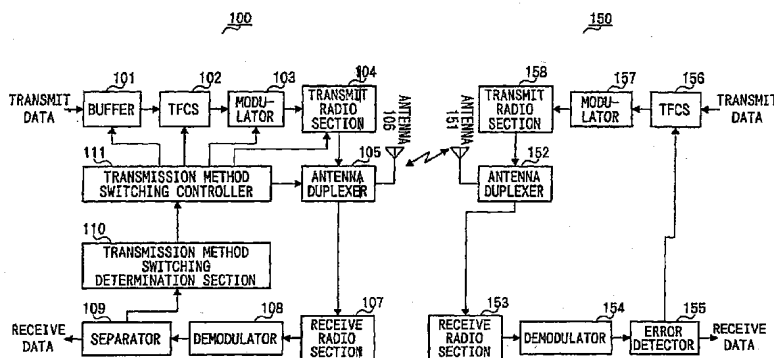 100
150
101
102
103
104
158
157
156
TRANSMIT
DATA
BUFFER
TFCS
MODU-
LATOR
TRANSMIT
RADIO
SECTION
ANTENNA
106
ANTENNA
151
TRANSMIT
RADIO
SECTION
MODU-
LATOR
TFCS
TRANSMIT
DATA
111
105
152
TRANSMISSION METHOD
SWITCHING CONTROLLER
ANTENNA
DUPLEXER
ANTENNA
DUPLEXER
110
TRANSMISSION METHOD
SWITCHING
DETERMINATION SECTION
109
108
107
153
154
155
RECEIVE
DATA
SEPARATOR
DEMODULATOR
RECEIVE
RADIO
SECTION
RECEIVE
RADIO
SECTION
DEMODULATOR
ERROR
DETECTOR
RECEIVE
DATA